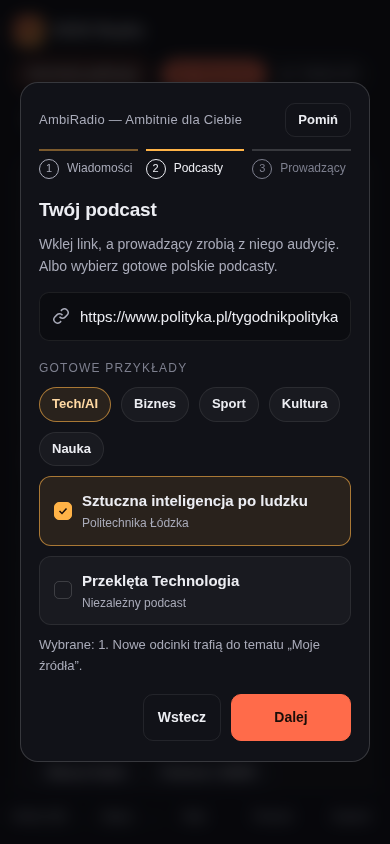 AmbiRadio — Ambitnie dla Ciebie
Pomiń
1 Wiadomości
2 Podcasty
3 Prowadzący
Twój podcast
Wklej link, a prowadzący zrobią z niego audycję.
Albo wybierz gotowe polskie podcasty.
https://www.polityka.pl/tygodnikpolityka
GOTOWE PRZYKŁADY
Tech/AI
Biznes
Sport
Kultura
Nauka
Sztuczna inteligencja po ludzku
Politechnika Łódzka
Przeklęta Technologia
Niezależny podcast
Wybrane: 1. Nowe odcinki trafią do tematu „Moje
źródła”.
Wstecz
Dalej